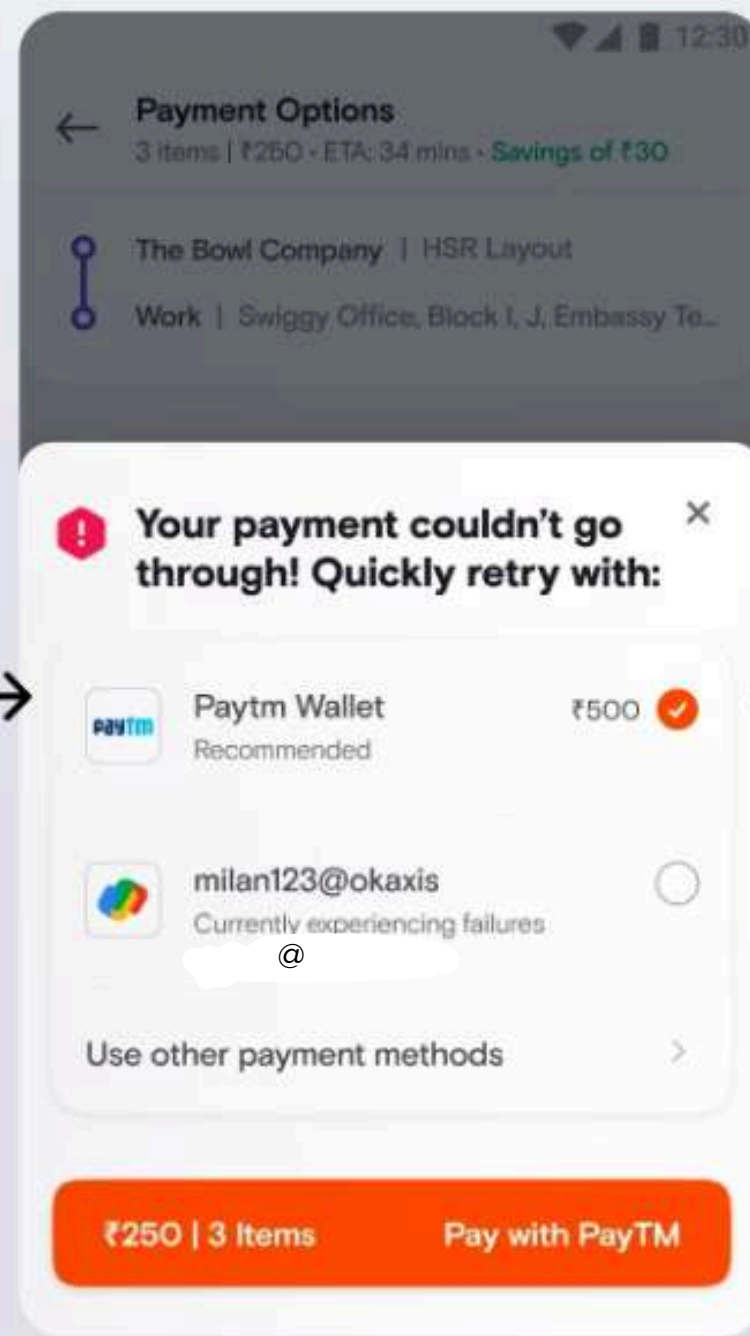 12:30
Payment Options
3 items | ₹250 • ETA: 34 mins • Savings of ₹30
The Bowl Company | HSR Layout
Work | Swiggy Office, Block I, J, Embassy Te...
Your payment couldn't go
through! Quickly retry with:
Paytm Wallet ₹500
paytm
Recommended
milan123@okaxis
Currently experiencing failures
@
Use other payment methods
₹250 | 3 Items Pay with PayTM